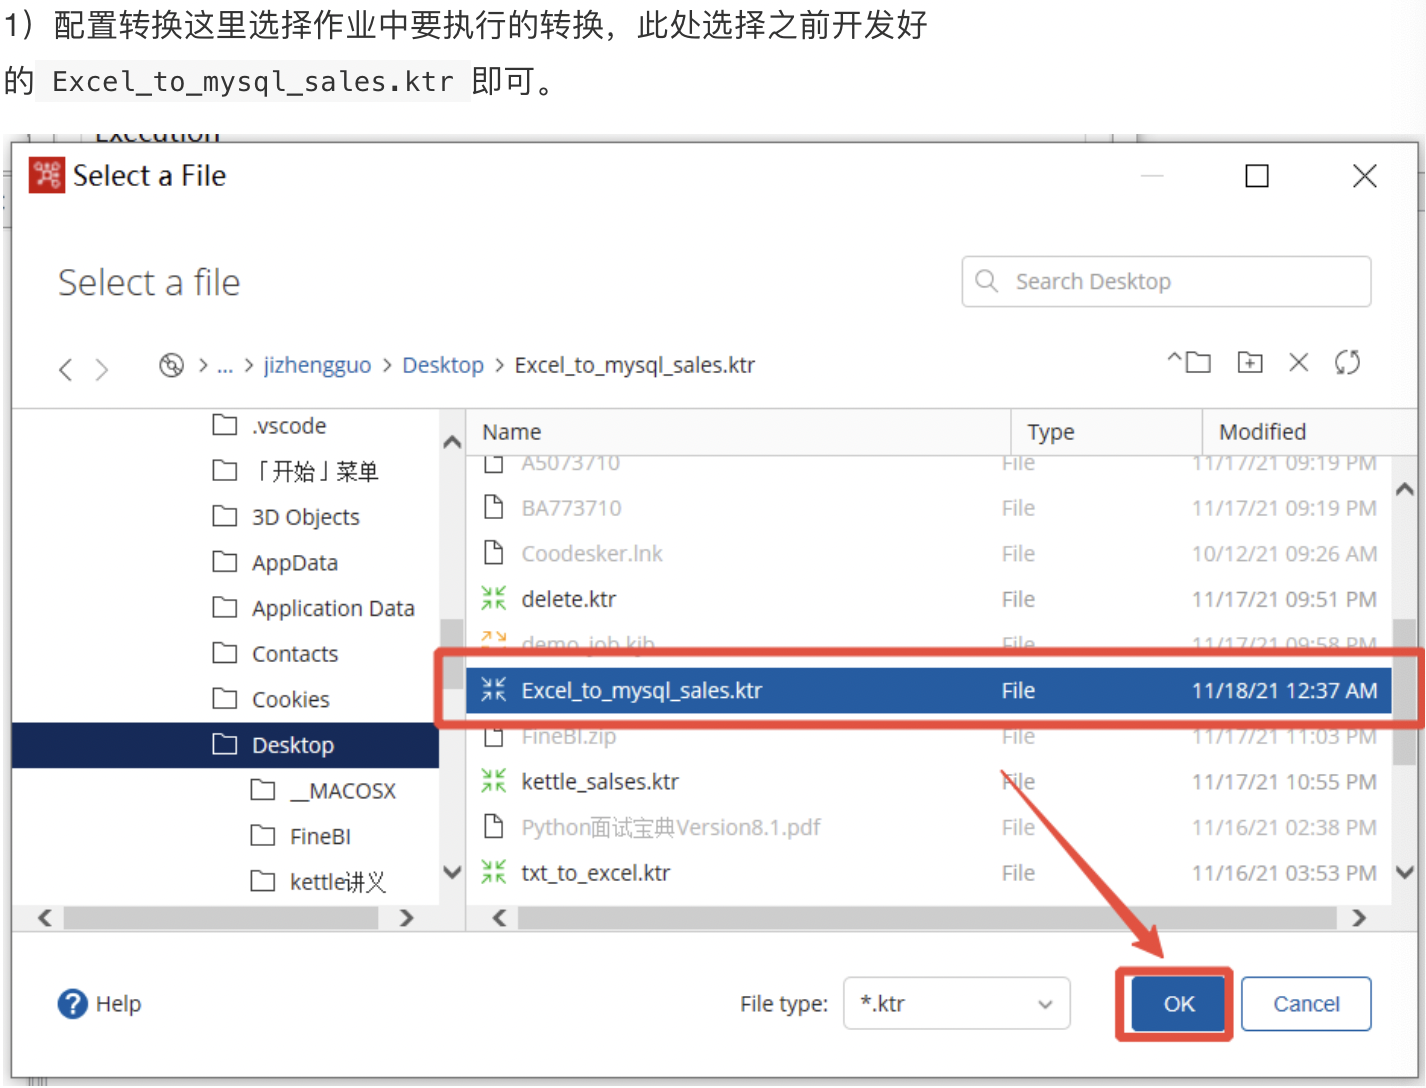 1）配置转换这里选择作业中要执行的转换，此处选择之前开发好
的 Excel_to_mysql_sales.ktr 即可。
Execution
Select a File
Select a file
Search Desktop
... jizhengguo Desktop Excel_to_mysql_sales.ktr
.vscode
「开始」菜单
3D Objects
AppData
Application Data
Contacts
Cookies
Desktop
__MACOSX
FineBI
kettle讲义
Name Type Modified
A5073710 File 11/17/21 09:19 PM
BA773710 File 11/17/21 09:19 PM
Coodesker.lnk File 10/12/21 09:26 AM
delete.ktr File 11/17/21 09:51 PM
demo_job.kjb File 11/17/21 09:58 PM
Excel_to_mysql_sales.ktr File 11/18/21 12:37 AM
FineBI.zip File 11/17/21 11:03 PM
kettle_salses.ktr File 11/17/21 10:55 PM
Python面试宝典Version8.1.pdf File 11/16/21 02:38 PM
txt_to_excel.ktr File 11/16/21 03:53 PM
Help
File type: *.ktr
OK
Cancel